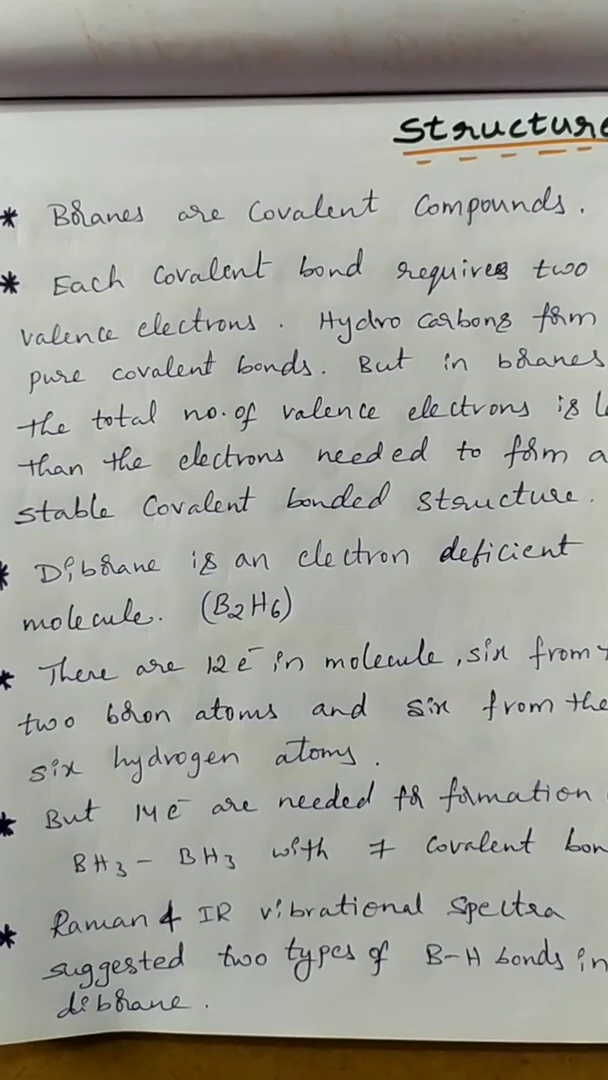 Structure
* Boranes are Covalent Compounds.
* Each covalent bond requires two
valence electrons. Hydro carbons form
pure covalent bonds. But in boranes
the total no. of valence electrons is le
than the electrons needed to form a
stable Covalent bonded structure.
* Diborane is an electron deficient
molecule. (B2H6)
* There are 12 e⁻ in molecule, six from t
two boron atoms and six from the
six hydrogen atoms.
* But 14 e⁻ are needed for formation
BH3 - BH3 with 7 covalent bon
* Raman & IR vibrational Spectra
suggested two types of B-H bonds in
diborane.